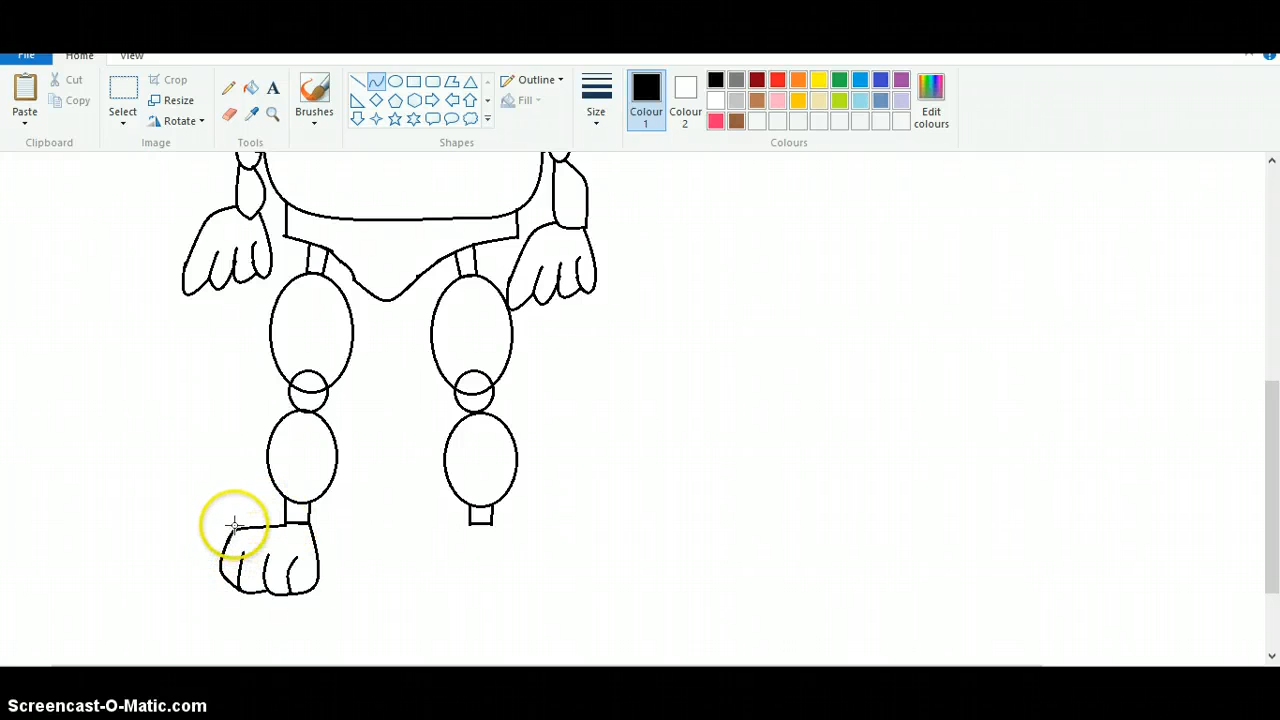 File Home View
Cut Crop Outline
Paste Copy Select Resize Brushes Fill Size Colour 1 Colour 2 Edit colours
Rotate
Clipboard Image Tools Shapes Colours
Screencast-O-Matic.com